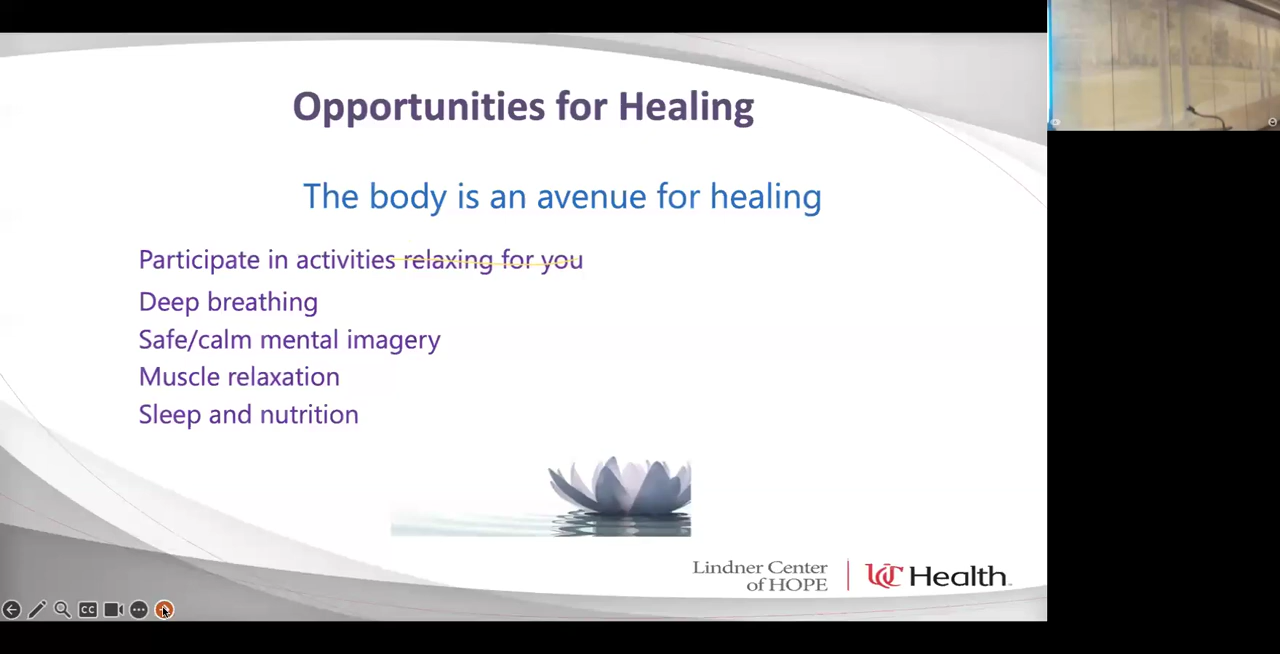 Opportunities for Healing
The body is an avenue for healing
Participate in activities relaxing for you
Deep breathing
Safe/calm mental imagery
Muscle relaxation
Sleep and nutrition
Lindner Center
of HOPE
UC Health
CC